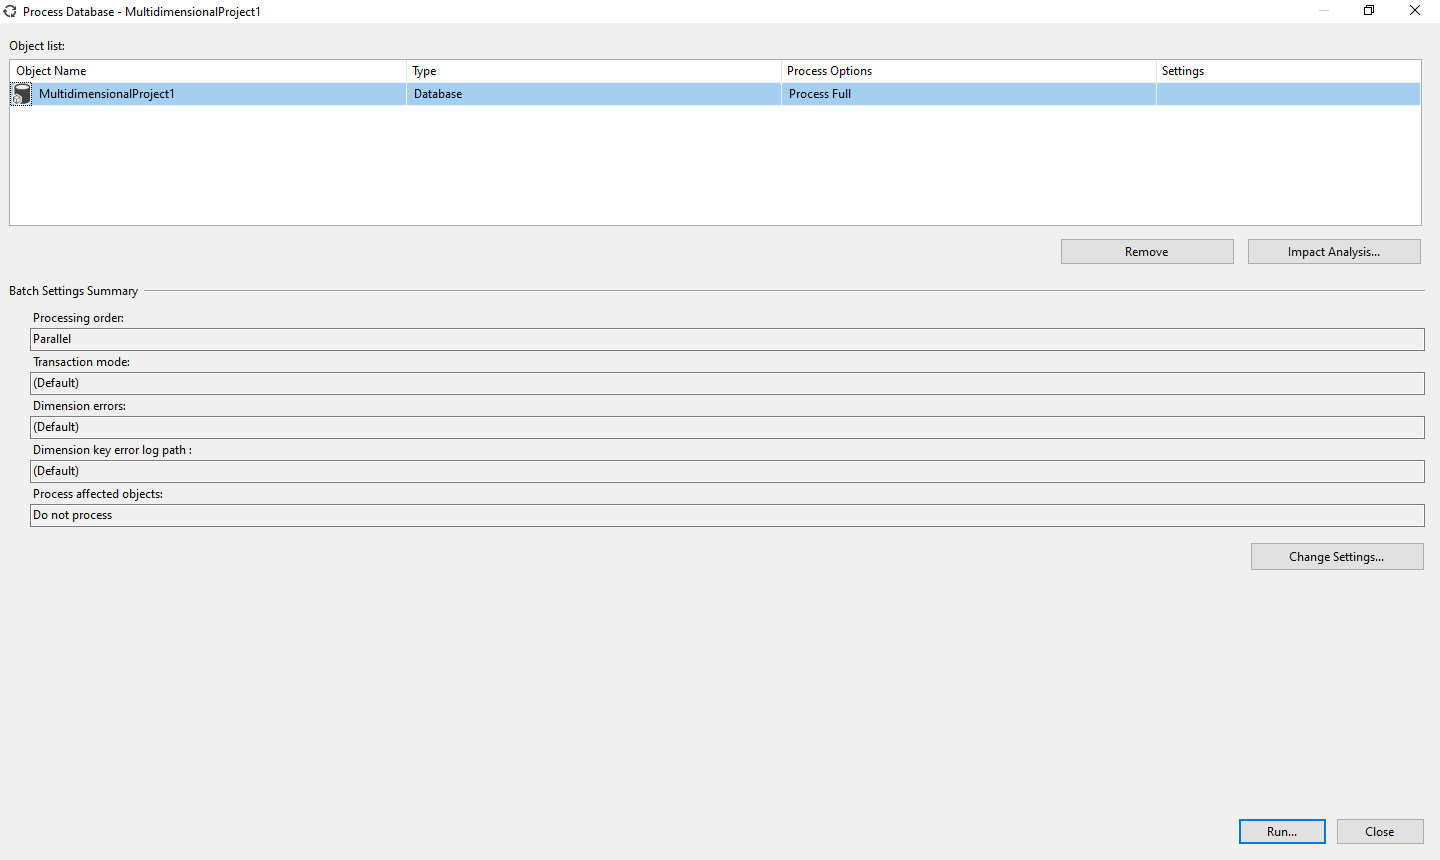 Process Database - MultidimensionalProject1
Object list:
Object Name Type Process Options Settings
MultidimensionalProject1 Database Process Full
Remove Impact Analysis...
Batch Settings Summary
Processing order:
Parallel
Transaction mode:
(Default)
Dimension errors:
(Default)
Dimension key error log path :
(Default)
Process affected objects:
Do not process
Change Settings...
Run... Close